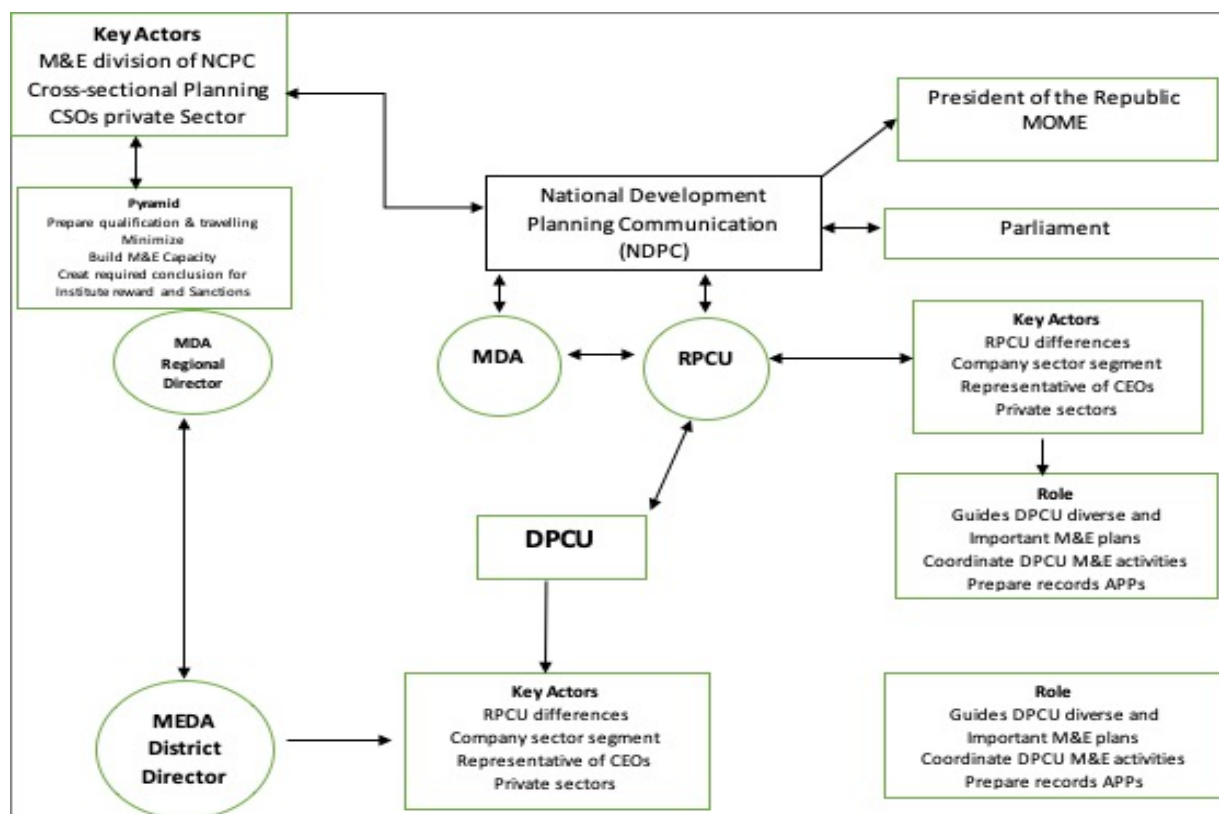 Key Actors
M&E division of NCPC
Cross-sectional Planning
CSOs private Sector
President of the Republic
MOME
National Development
Planning Communication
(NDPC)
Parliament
Pyramid
Prepare qualification & travelling
Minimize
Build M&E Capacity
Creat required conclusion for
Institute reward and Sanctions
MDA
Regional
Director
MDA
RPCU
Key Actors
RPCU differences
Company sector segment
Representative of CEOs
Private sectors
Role
Guides DPCU diverse and
Important M&E plans
Coordinate DPCU M&E activities
Prepare records APPs
DPCU
MEDA
District
Director
Key Actors
RPCU differences
Company sector segment
Representative of CEOs
Private sectors
Role
Guides DPCU diverse and
Important M&E plans
Coordinate DPCU M&E activities
Prepare records APPs